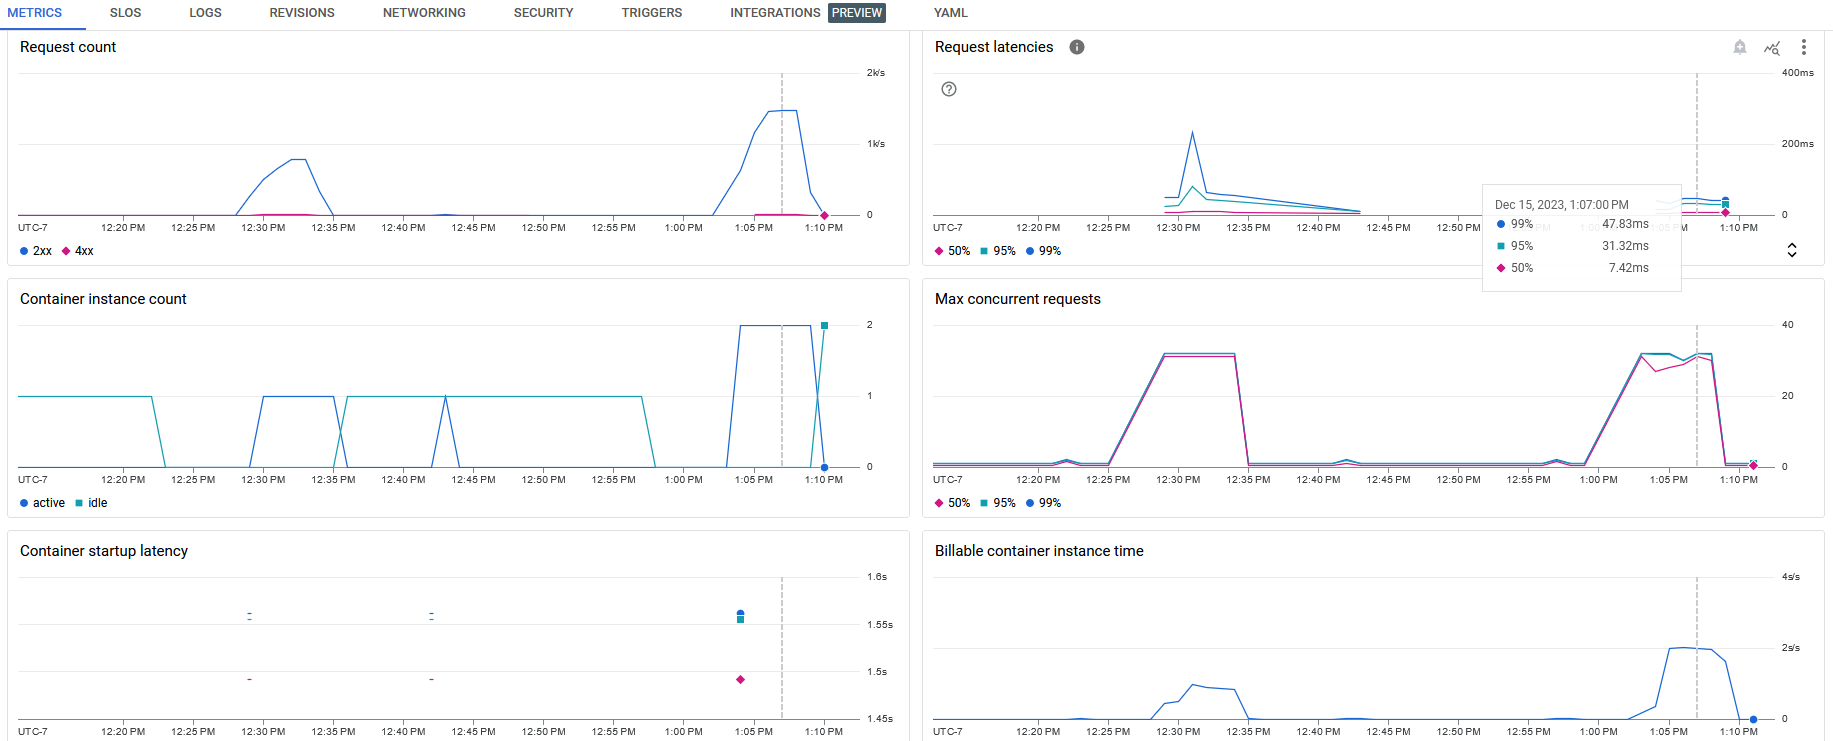 METRICS SLOS LOGS REVISIONS NETWORKING SECURITY TRIGGERS INTEGRATIONS PREVIEW YAML
Request count
2k/s
1k/s
0
UTC-7 12:20 PM 12:25 PM 12:30 PM 12:35 PM 12:40 PM 12:45 PM 12:50 PM 12:55 PM 1:00 PM 1:05 PM 1:10 PM
2xx 4xx
Request latencies
400ms
200ms
0
UTC-7 12:20 PM 12:25 PM 12:30 PM 12:35 PM 12:40 PM 12:45 PM 12:50 PM 1:00 PM 1:05 PM 1:10 PM
50% 95% 99%
Dec 15, 2023, 1:07:00 PM
99% 47.83ms
95% 31.32ms
50% 7.42ms
Container instance count
2
1
0
UTC-7 12:20 PM 12:25 PM 12:30 PM 12:35 PM 12:40 PM 12:45 PM 12:50 PM 12:55 PM 1:00 PM 1:05 PM 1:10 PM
active idle
Max concurrent requests
40
20
0
UTC-7 12:20 PM 12:25 PM 12:30 PM 12:35 PM 12:40 PM 12:45 PM 12:50 PM 12:55 PM 1:00 PM 1:05 PM 1:10 PM
50% 95% 99%
Container startup latency
1.6s
1.55s
1.5s
1.45s
UTC-7 12:20 PM 12:25 PM 12:30 PM 12:35 PM 12:40 PM 12:45 PM 12:50 PM 12:55 PM 1:00 PM 1:05 PM 1:10 PM
Billable container instance time
4s/s
2s/s
0
UTC-7 12:20 PM 12:25 PM 12:30 PM 12:35 PM 12:40 PM 12:45 PM 12:50 PM 12:55 PM 1:00 PM 1:05 PM 1:10 PM